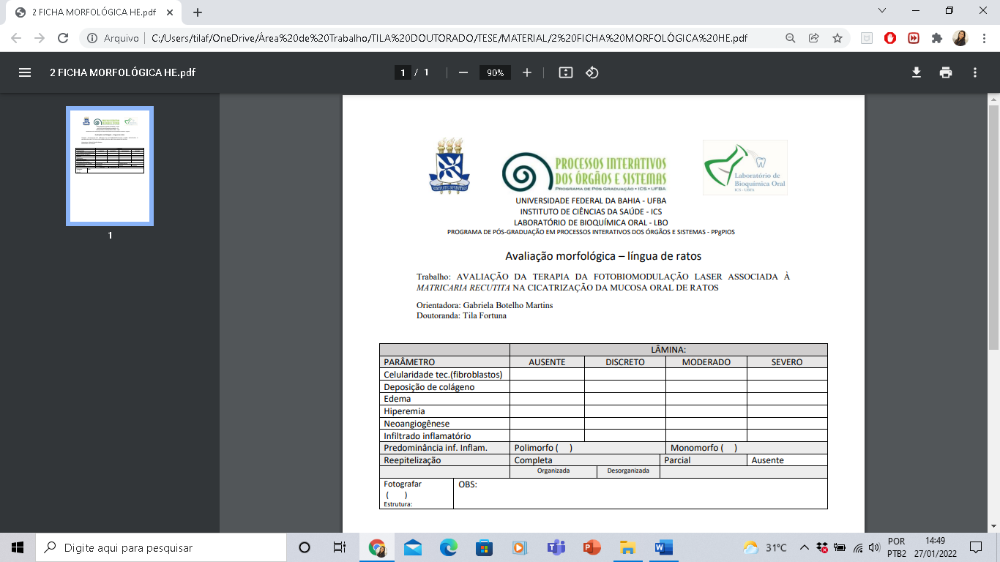 2 FICHA MORFOLÓGICA HE.pdf
Arquivo C:/Users/tilaf/OneDrive/Área%20de%20Trabalho/TILA%20DOUTORADO/TESE/MATERIAL/2%20FICHA%20MORFOLÓGICA%20HE.pdf
2 FICHA MORFOLÓGICA HE.pdf
1 / 1
90%
1
VIRTUTE SPIRITUS
PROCESSOS INTERATIVOS
DOS ÓRGÃOS E SISTEMAS
PROGRAMA DE PÓS GRADUAÇÃO • ICS • UFBA
Laboratório de
Bioquímica Oral
ICS - UFBA
UNIVERSIDADE FEDERAL DA BAHIA - UFBA
INSTITUTO DE CIÊNCIAS DA SAÚDE - ICS
LABORATÓRIO DE BIOQUÍMICA ORAL - LBO
PROGRAMA DE PÓS-GRADUAÇÃO EM PROCESSOS INTERATIVOS DOS ÓRGÃOS E SISTEMAS - PPgPIOS
Avaliação morfológica – língua de ratos
Trabalho: AVALIAÇÃO DA TERAPIA DA FOTOBIOMODULAÇÃO LASER ASSOCIADA À
MATRICARIA RECUTITA NA CICATRIZAÇÃO DA MUCOSA ORAL DE RATOS
Orientadora: Gabriela Botelho Martins
Doutoranda: Tila Fortuna
LÂMINA:
PARÂMETRO AUSENTE DISCRETO MODERADO SEVERO
Celularidade tec.(fibroblastos)
Deposição de colágeno
Edema
Hiperemia
Neoangiogênese
Infiltrado inflamatório
Predominância inf. Inflam. Polimorfo ( ) Monomorfo ( )
Reepitelização Completa Parcial Ausente
Organizada Desorganizada
Fotografar OBS:
( )
Estrutura:
Digite aqui para pesquisar
31°C
POR 14:49
PTB2 27/01/2022